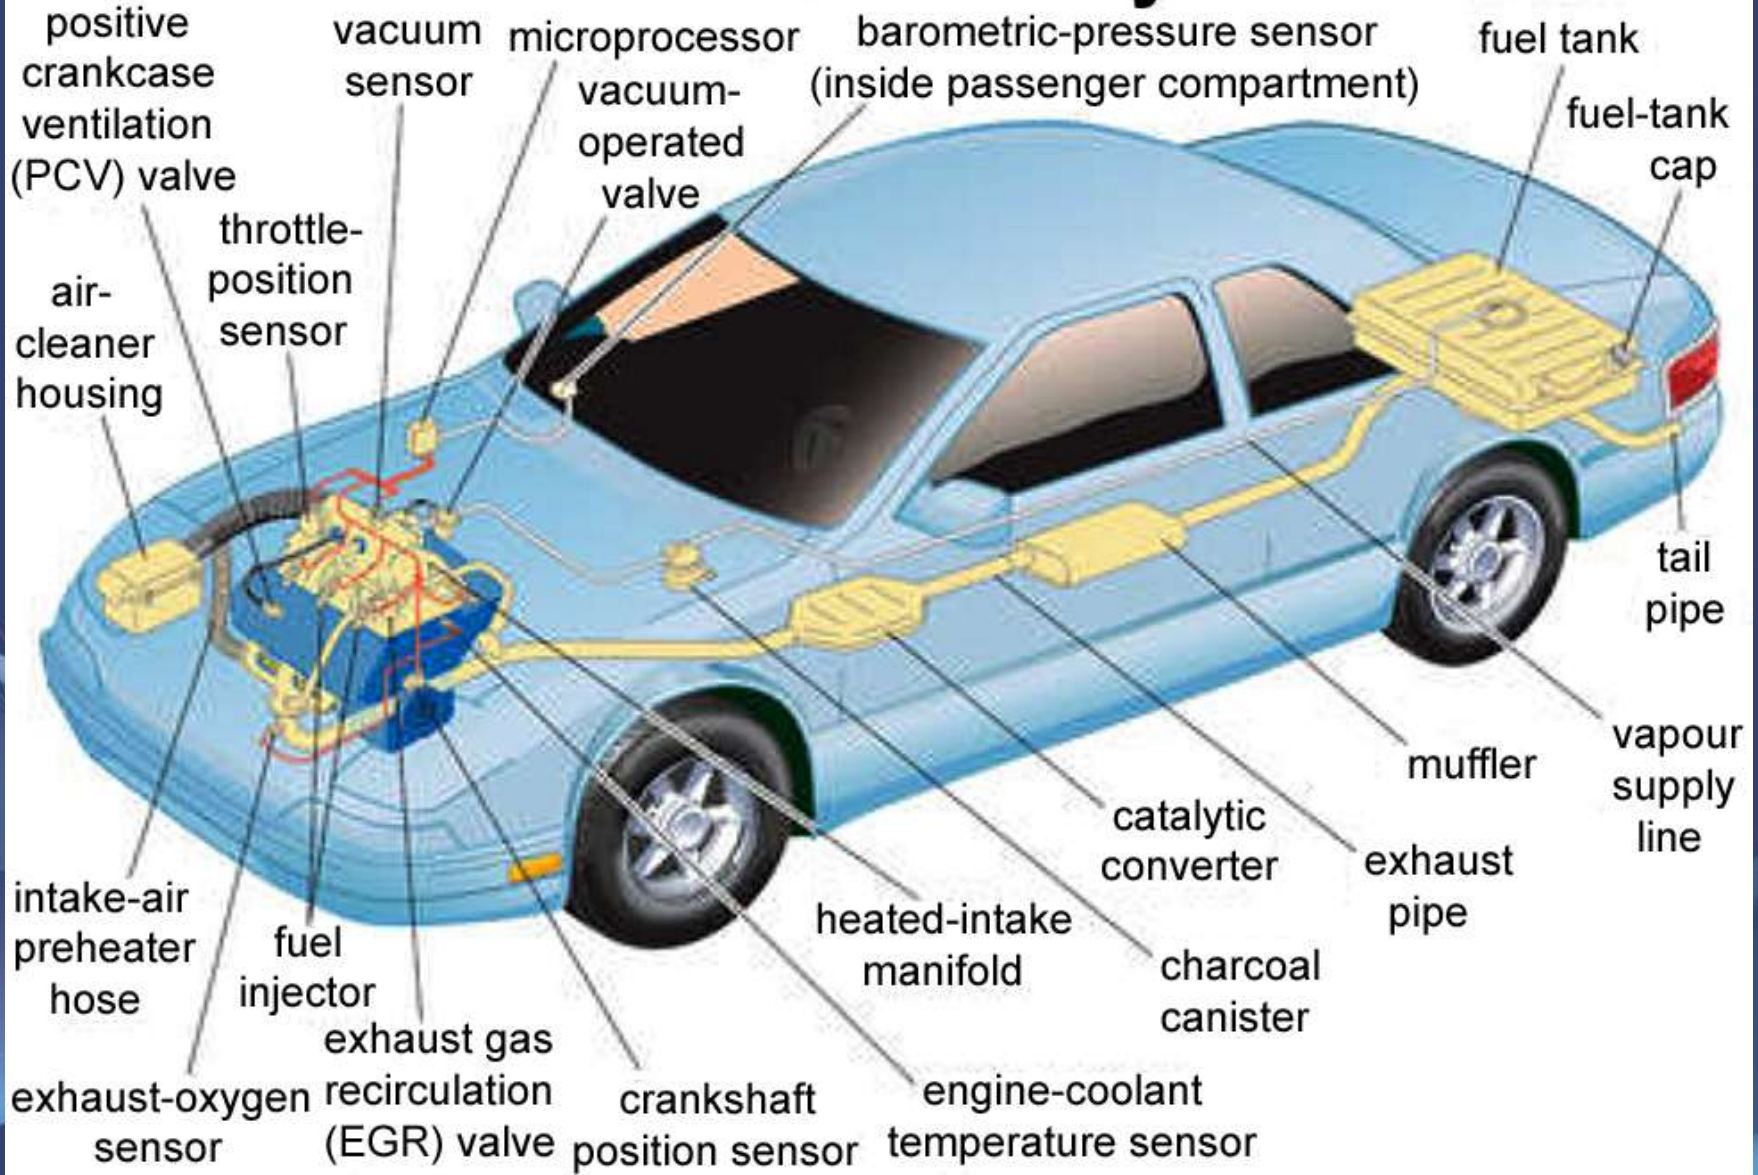 positive
crankcase
ventilation
(PCV) valve
vacuum
sensor
microprocessor
vacuum-
operated
valve
barometric-pressure sensor
(inside passenger compartment)
fuel tank
fuel-tank
cap
throttle-
position
sensor
air-
cleaner
housing
tail
pipe
vapour
supply
line
muffler
exhaust
pipe
catalytic
converter
charcoal
canister
heated-intake
manifold
engine-coolant
temperature sensor
crankshaft
position sensor
exhaust gas
recirculation
(EGR) valve
fuel
injector
intake-air
preheater
hose
exhaust-oxygen
sensor